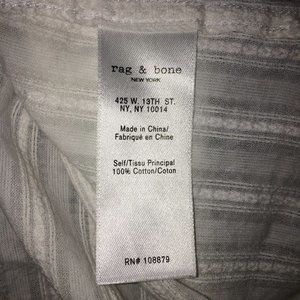 rag & bone
NEW YORK
425 W. 13TH ST.
NY, NY 10014
Made in China/
Fabriqué en Chine
Self/Tissu Principal
100% Cotton/Coton
RN# 108879